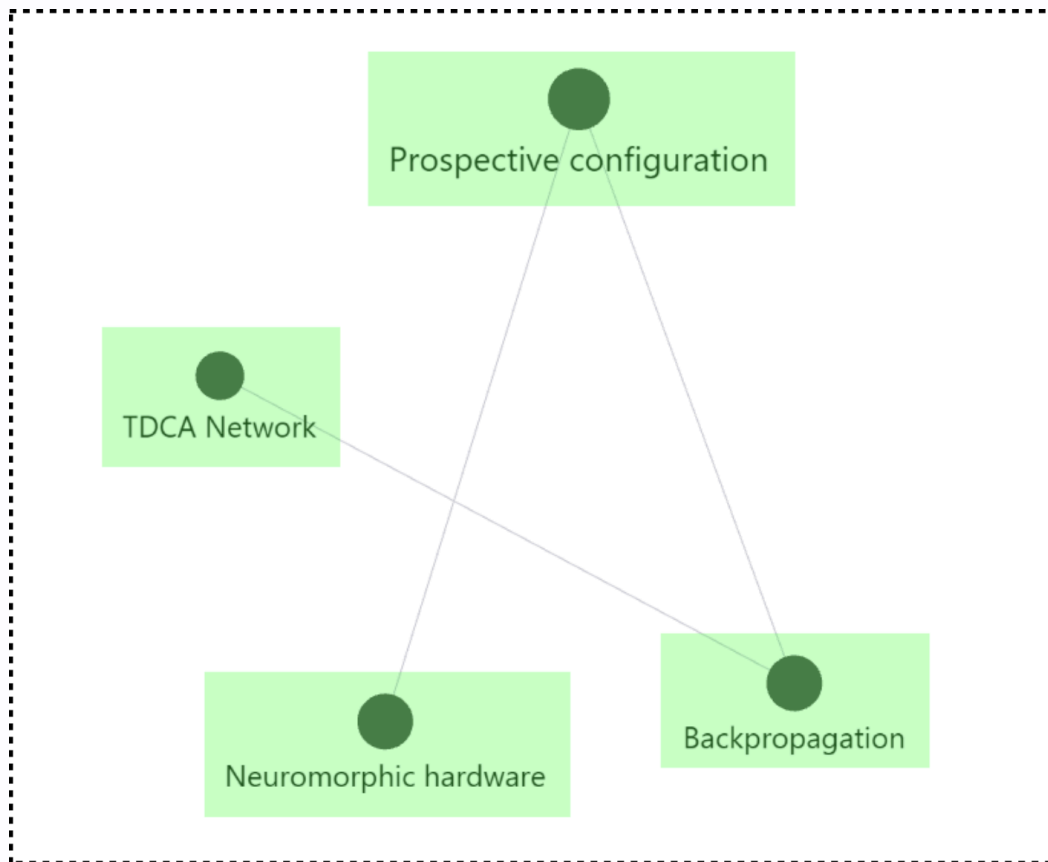 Prospective configuration
TDCA Network
Backpropagation
Neuromorphic hardware